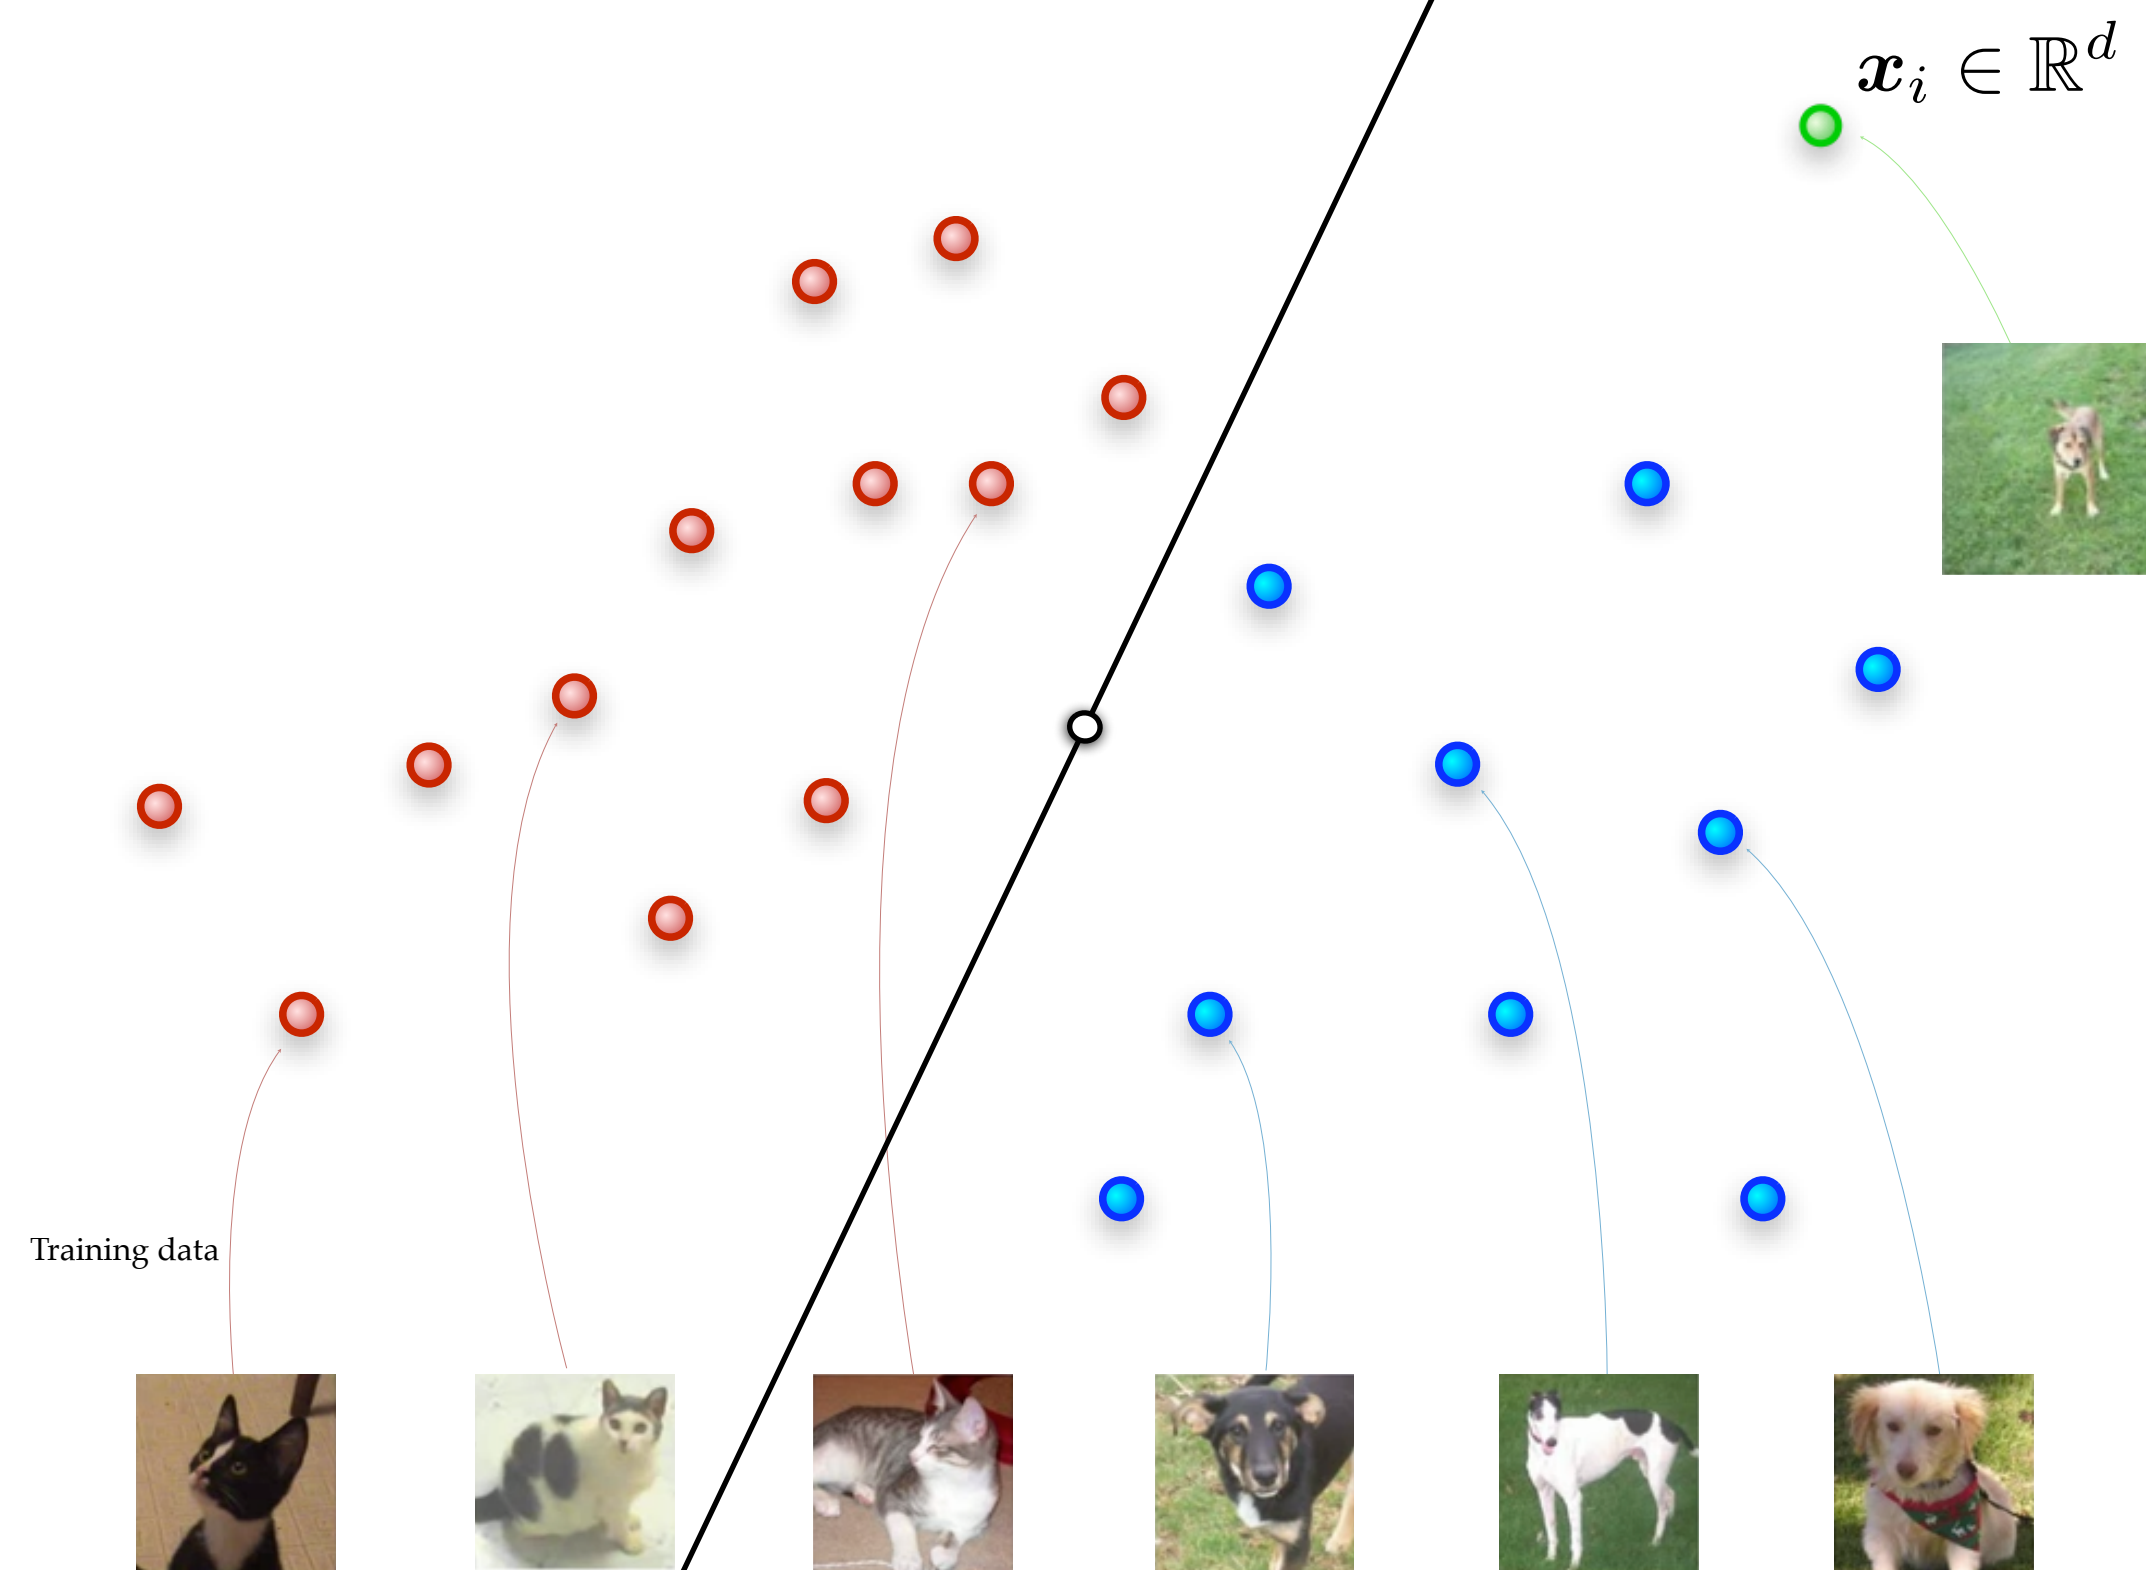 𝒙ᵢ ∈ ℝᵈ
Training data